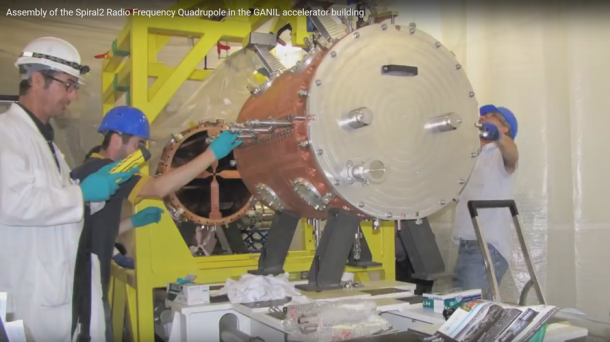 Assembly of the Spiral2 Radio Frequency Quadrupole in the GANIL accelerator building